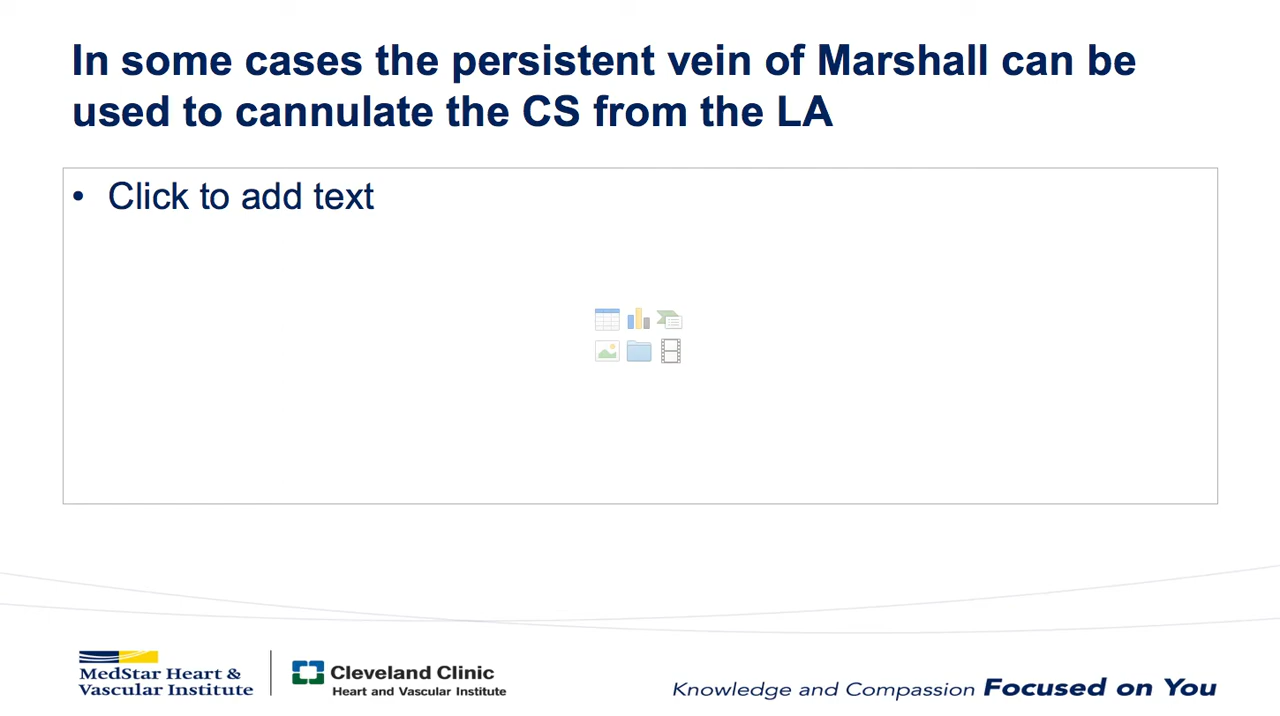 In some cases the persistent vein of Marshall can be
used to cannulate the CS from the LA
• Click to add text
MedStar Heart &
Vascular Institute
Cleveland Clinic
Heart and Vascular Institute
Knowledge and Compassion Focused on You